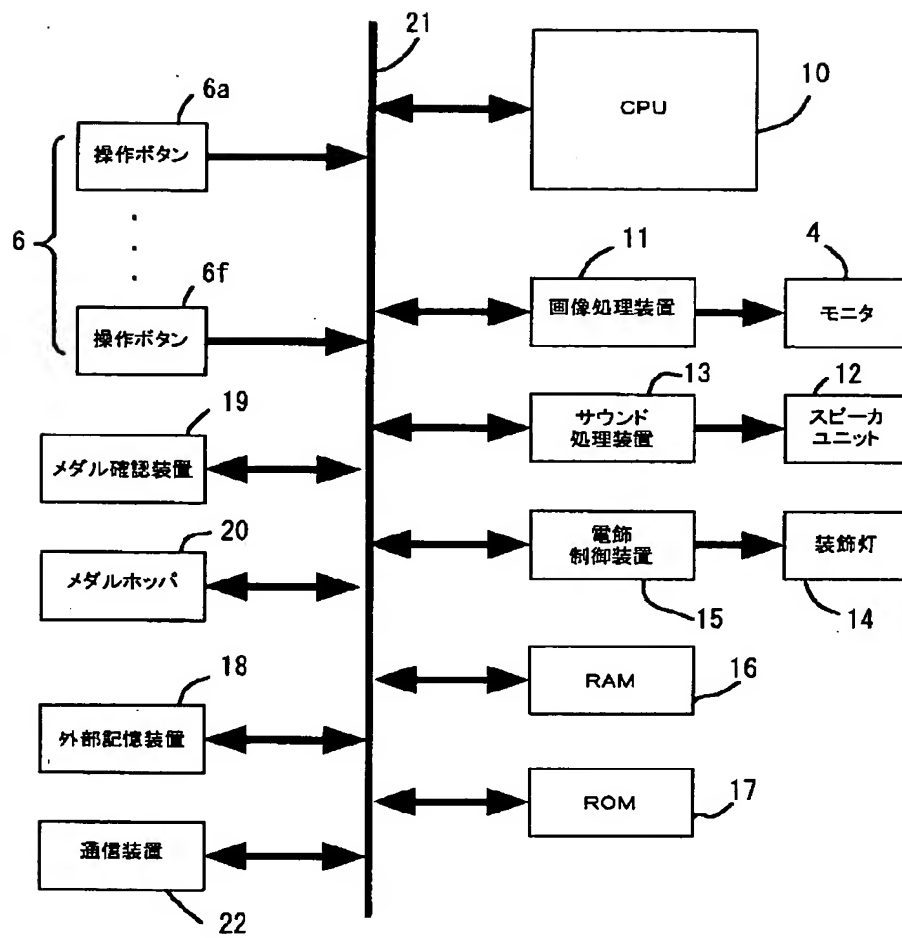 21
6a
10
CPU
操作ボタン
6
6f
11
4
操作ボタン
画像処理装置
モニタ
19
13
12
メダル確認装置
サウンド
処理装置
スピーカ
ユニット
20
メダルホッパ
電飾
制御装置
装飾灯
15
14
18
RAM
16
外部記憶装置
ROM
17
通信装置
22